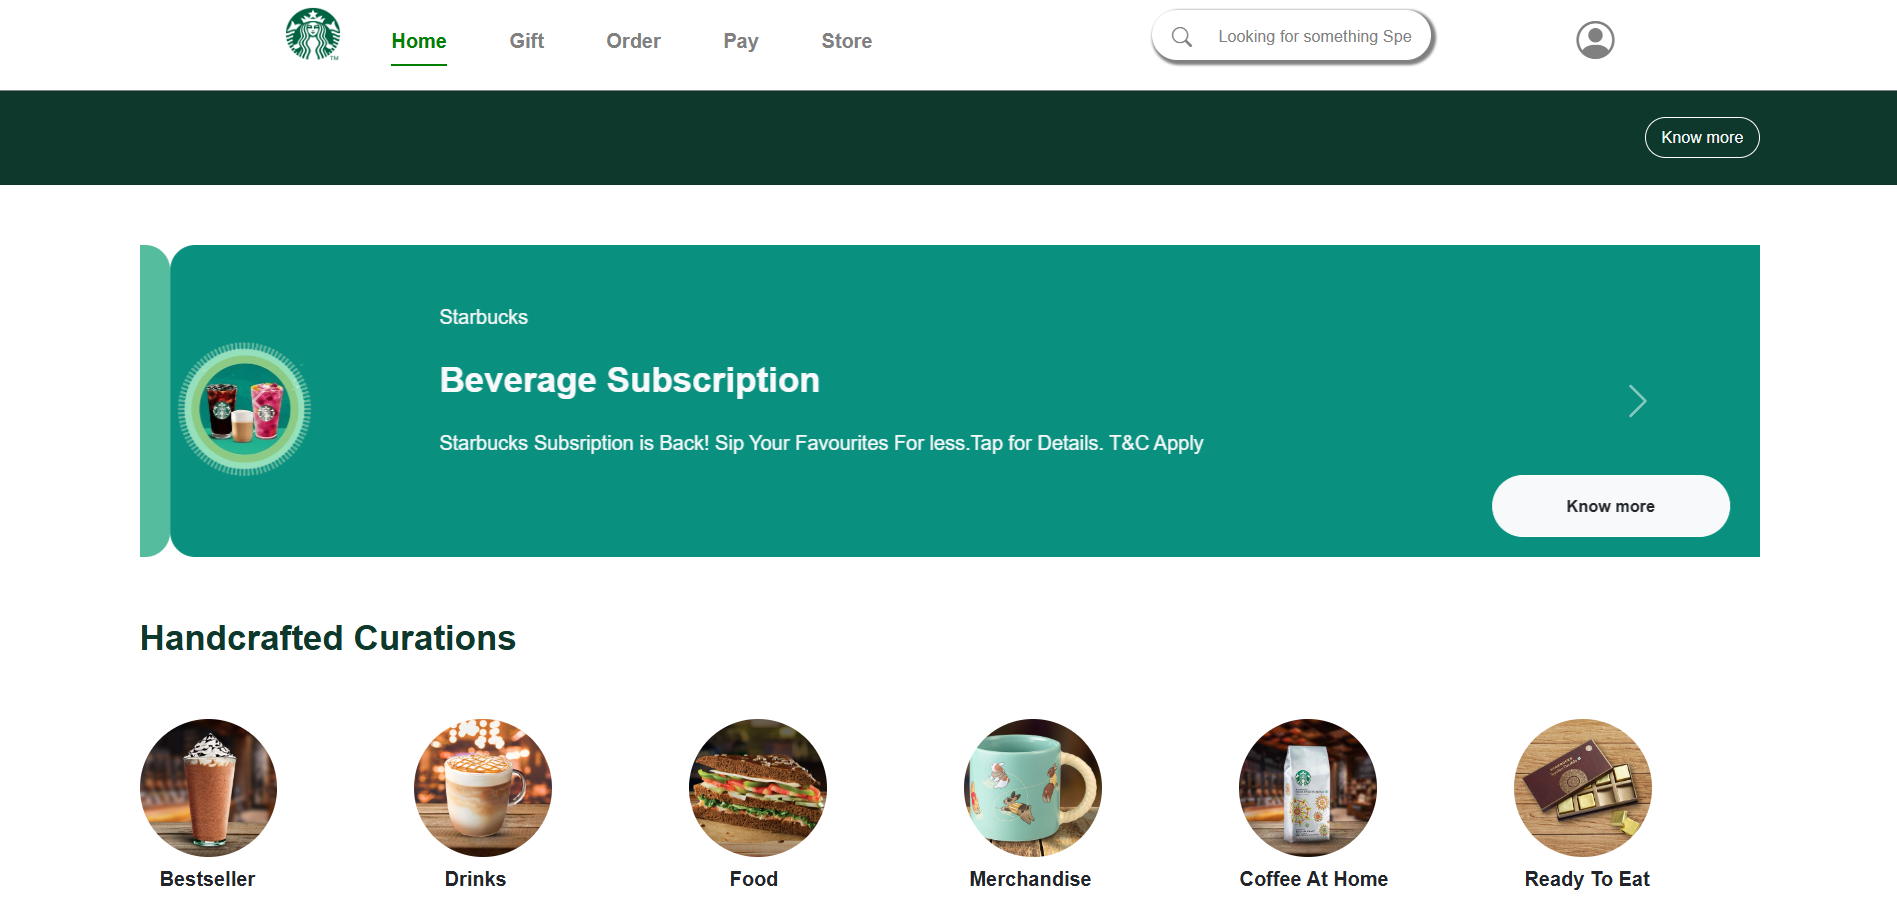 Home Gift Order Pay Store Looking for something Spe
Know more
Starbucks
Beverage Subscription
Starbucks Subsription is Back! Sip Your Favourites For less.Tap for Details. T&C Apply
Know more
Handcrafted Curations
Bestseller Drinks Food Merchandise Coffee At Home Ready To Eat